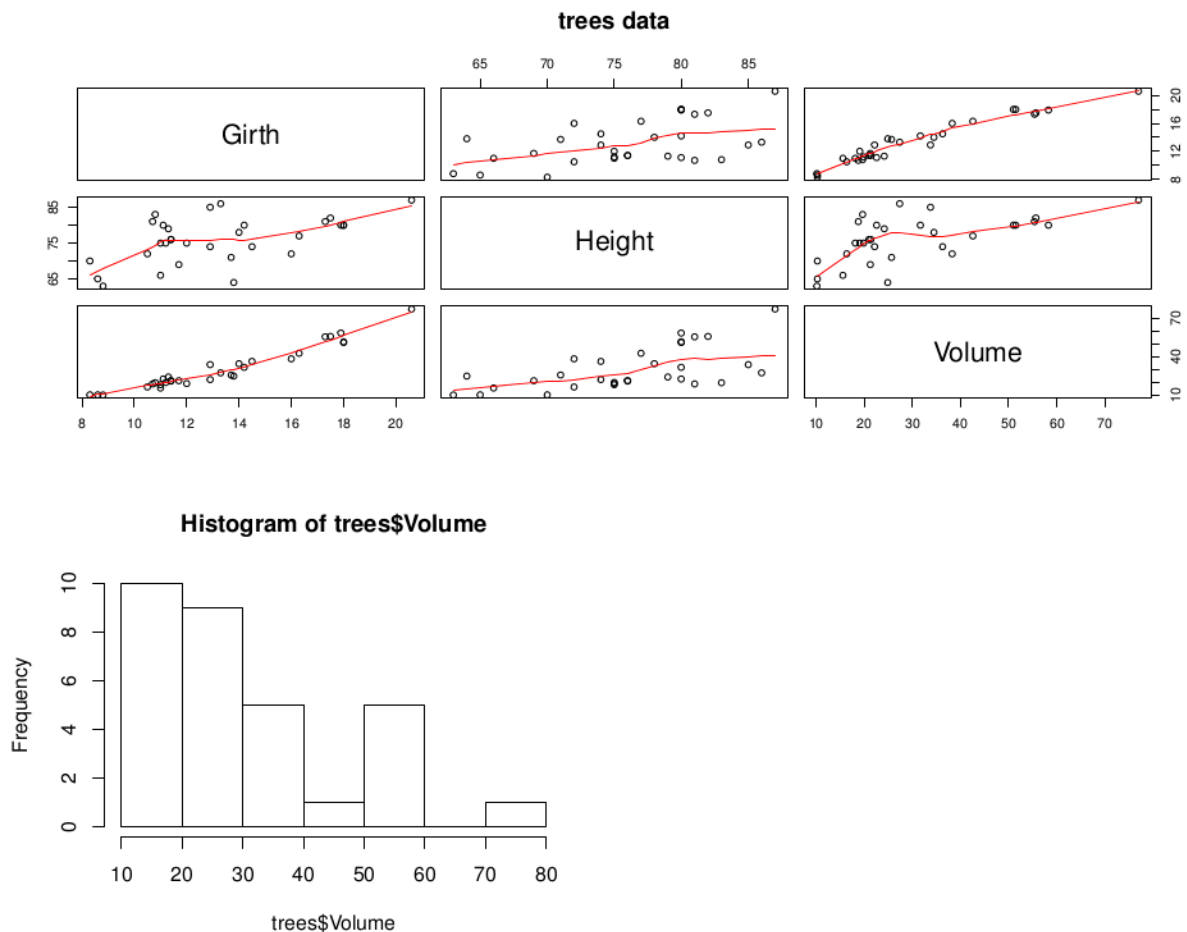 trees data
65 70 75 80 85
Girth
8 12 16 20
65 75 85
Height
Volume
10 40 70
8 10 12 14 16 18 20
10 20 30 40 50 60 70
Histogram of trees$Volume
Frequency
0 2 4 6 8 10
10 20 30 40 50 60 70 80
trees$Volume